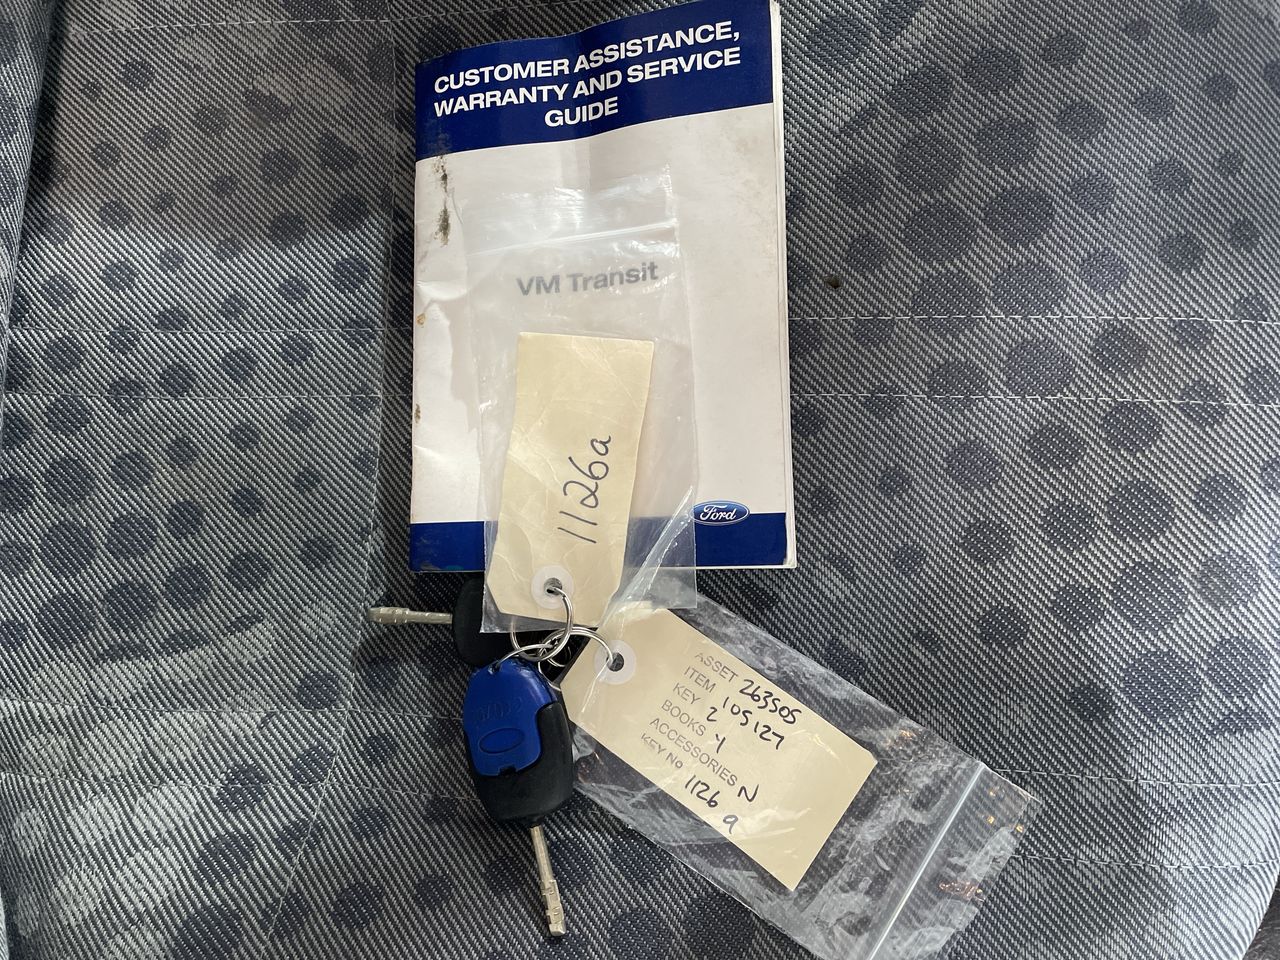 CUSTOMER ASSISTANCE,
WARRANTY AND SERVICE
GUIDE
VM Transit
1126a
Ford
ASSET 263505
ITEM 105127
KEY 2
BOOKS Y
ACCESSORIES N
KEY No 1126 a